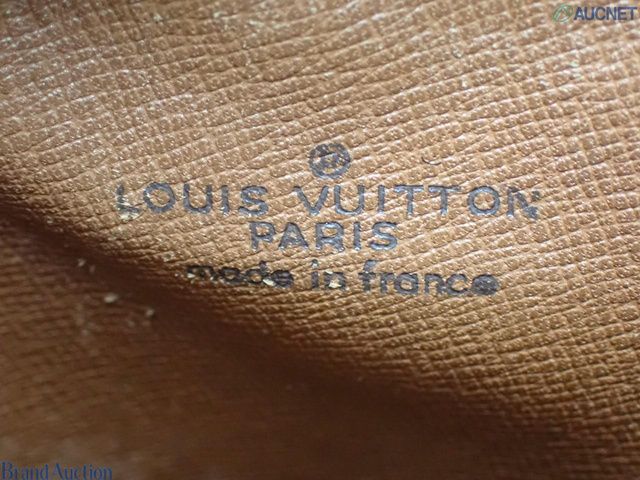 AUCNET
LOUIS VUITTON
PARIS
made in france
Brand Auction